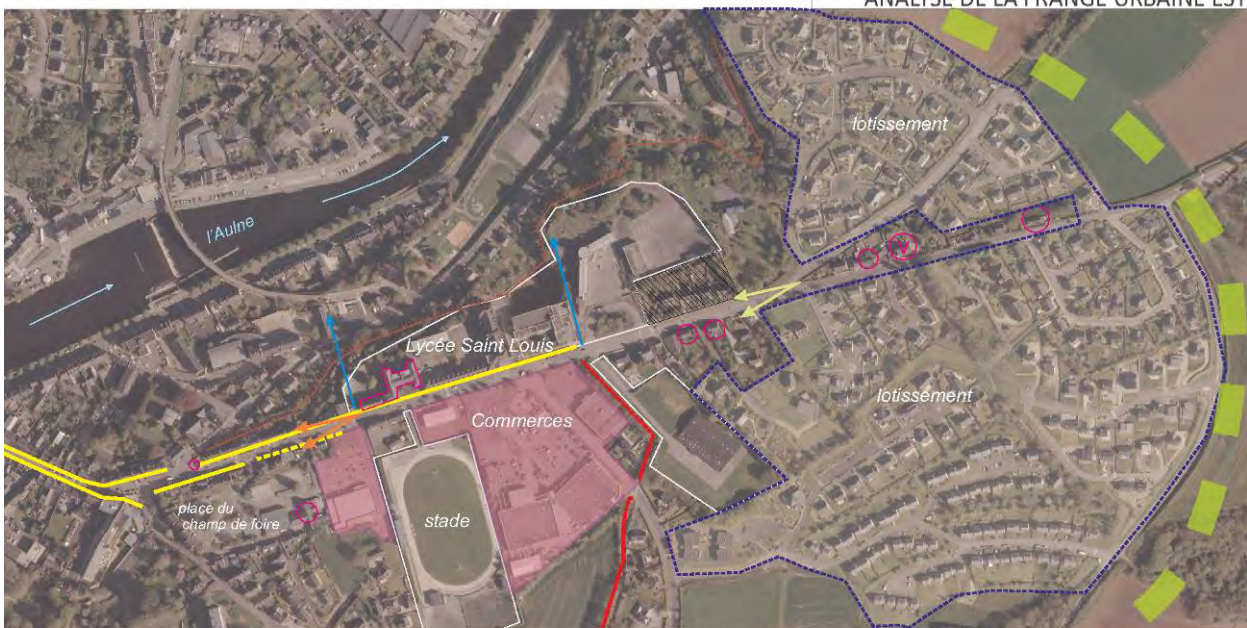 ANALYSE DE LA FRANGE URBAINE EST
lotissement
l'Aulne
V
Lycée Saint Louis
Commerces
lotissement
place du
champ de foire
stade